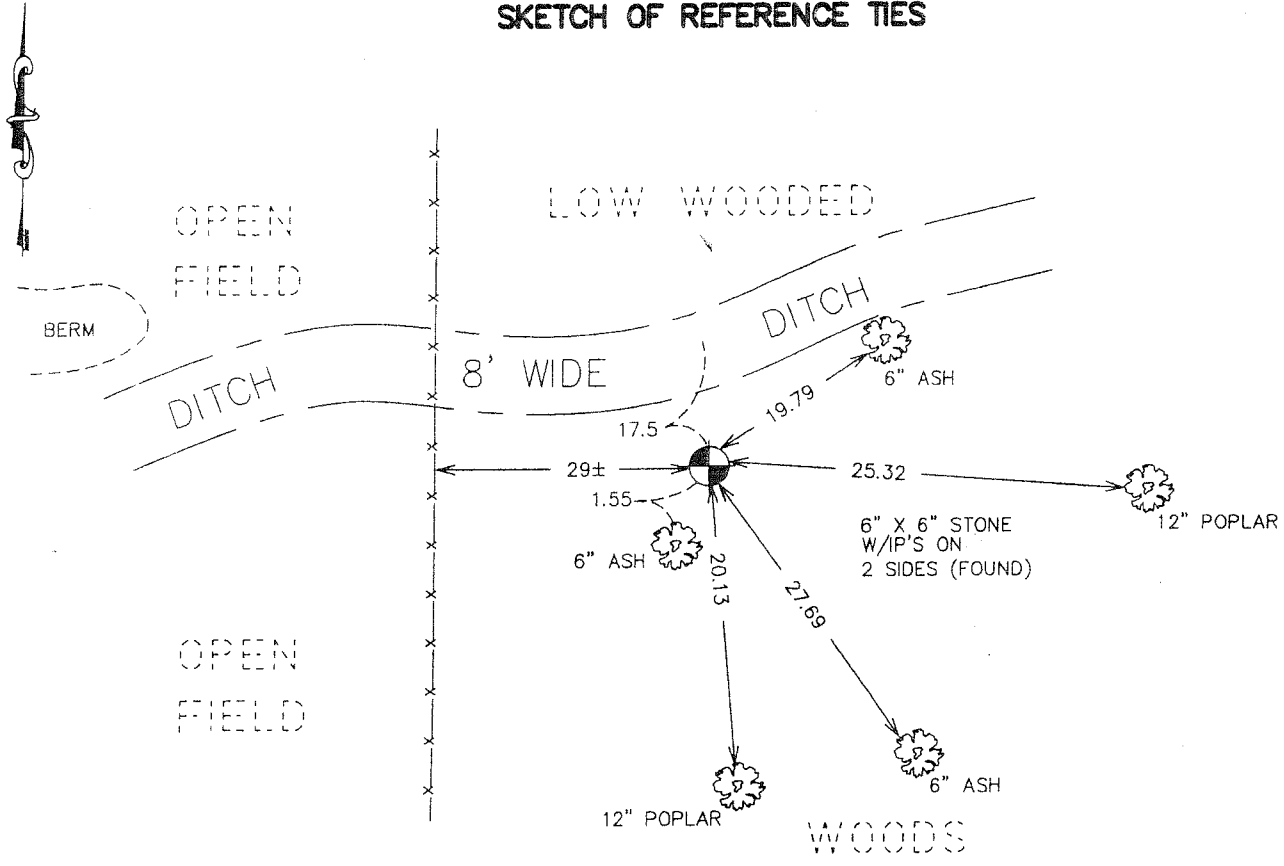 SKETCH OF REFERENCE TIES
LOW WOODED
OPEN
FIELD
BERM
DITCH
8' WIDE
DITCH
6" ASH
19.79
17.5
29±
25.32
1.55
6" ASH
12" POPLAR
6" X 6" STONE
W/IP'S ON
2 SIDES (FOUND)
20.13
27.69
OPEN
FIELD
6" ASH
12" POPLAR
WOODS